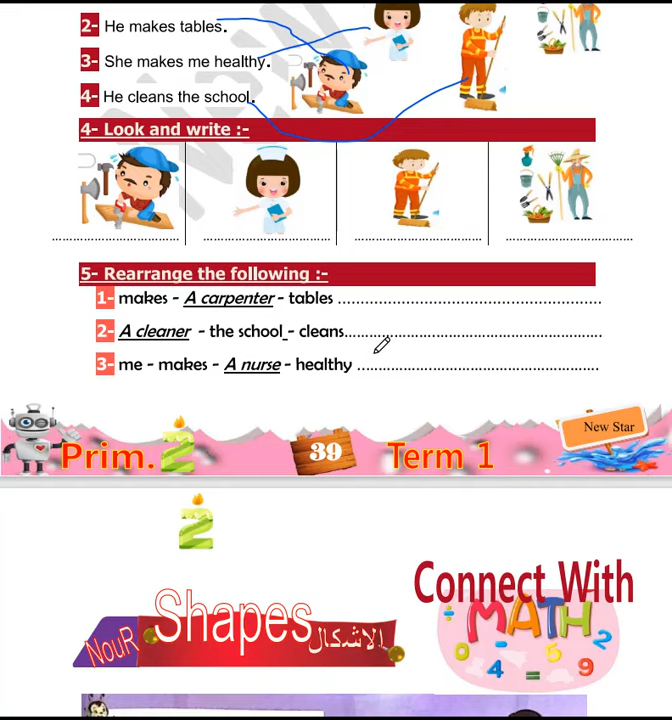 2- He makes tables.
3- She makes me healthy.
4- He cleans the school.
4- Look and write :-
5- Rearrange the following :-
1- makes - A carpenter - tables
2- A cleaner - the school - cleans
3- me - makes - A nurse - healthy
Prim. 2
39
Term 1
New Star
2
Connect With
MATH
Shapes
الاشكال
NouR